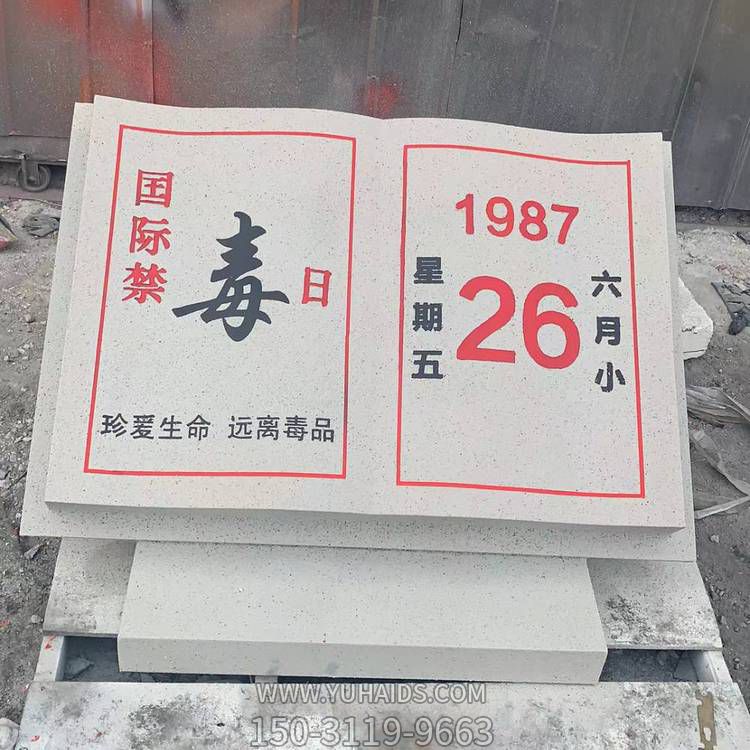 国际禁
毒
日
珍爱生命 远离毒品
1987
星期五
26
六月小
WWW.YUHAIDS.COM
150-3119-9663